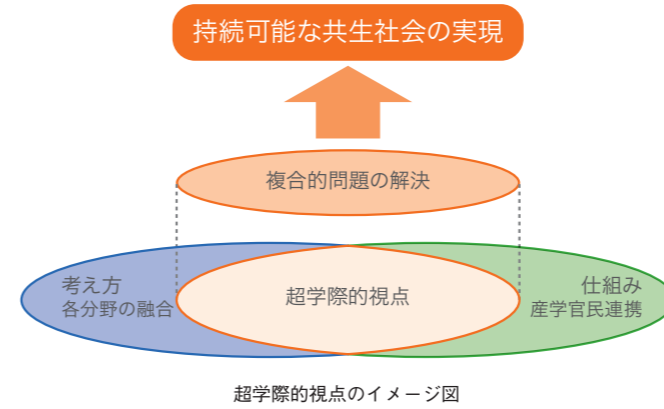 持続可能な共生社会の実現
複合的問題の解決
考え方
各分野の融合
超学際的視点
仕組み
産学官民連携
超学際的視点のイメージ図